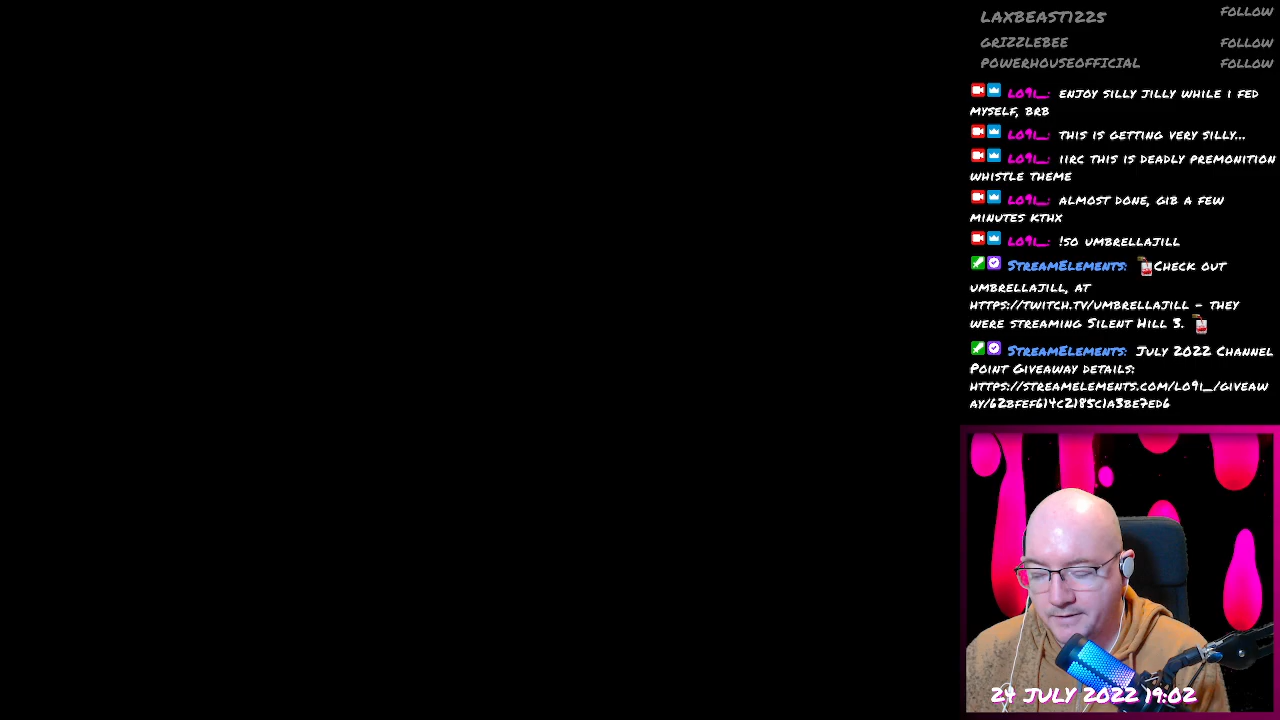 LAXBEAST1225 FOLLOW
GRIZZLEBEE FOLLOW
POWERHOUSEOFFICIAL FOLLOW
LO9I_: ENJOY SILLY JILLY WHILE I FED
MYSELF, BRB
LO9I_: THIS IS GETTING VERY SILLY...
LO9I_: IIRC THIS IS DEADLY PREMONITION
WHISTLE THEME
LO9I_: ALMOST DONE, GIB A FEW
MINUTES KTHX
LO9I_: !SO UMBRELLAJILL
STREAMELEMENTS: CHECK OUT
UMBRELLAJILL, AT
HTTPS://TWITCH.TV/UMBRELLAJILL - THEY
WERE STREAMING SILENT HILL 3.
STREAMELEMENTS: JULY 2022 CHANNEL
POINT GIVEAWAY DETAILS:
HTTPS://STREAMELEMENTS.COM/LO9I_/GIVEAW
AY/62BFEF614C2185C1A3BE7ED6
24 JULY 2022 19:02